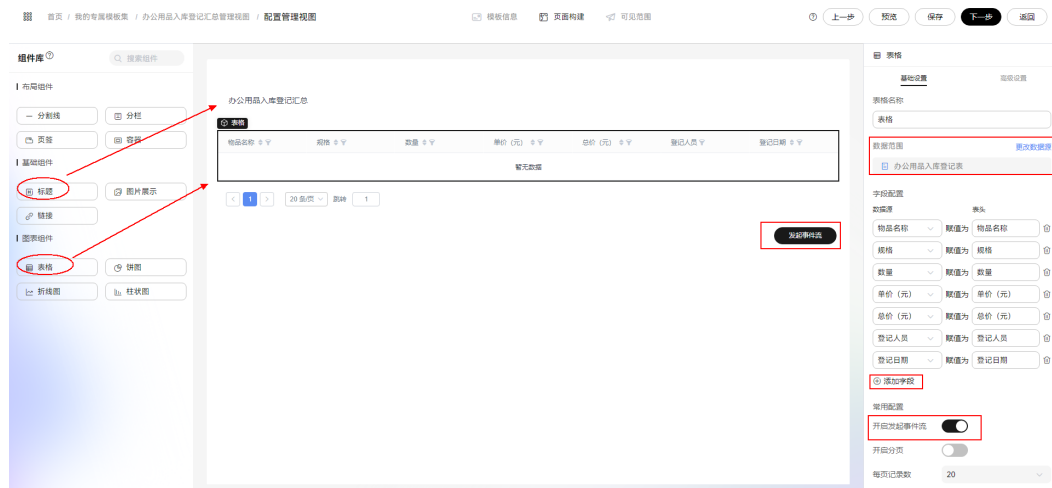 首页 / 我的专属模板集 / 办公用品入库登记汇总管理视图 / 配置管理视图
模板信息 页面构建 可见范围
上一步 预览 保存 下一步 返回
组件库 搜索组件
布局组件
分割线 分栏
页签 容器
基础组件
标题 图片展示
链接
图表组件
表格 饼图
折线图 柱状图
办公用品入库登记汇总
表格
物品名称 规格 数量 单价（元） 总价（元） 登记人员 登记日期
暂无数据
< 1 > 20 条/页 跳转 1
发起事件流
表格
基础设置 高级设置
表格名称
表格
数据范围 更改数据源
办公用品入库登记表
字段配置
数据源 表头
物品名称 赋值为 物品名称
规格 赋值为 规格
数量 赋值为 数量
单价（元） 赋值为 单价（元）
总价（元） 赋值为 总价（元）
登记人员 赋值为 登记人员
登记日期 赋值为 登记日期
添加字段
常用配置
开启发起事件流
开启分页
每页记录数 20